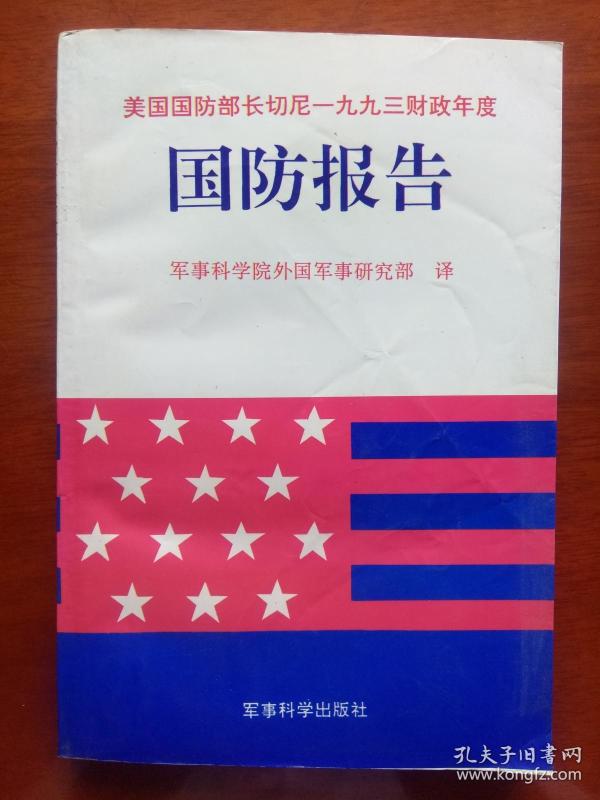 美国国防部长切尼一九九三财政年度
国防报告
军事科学院外国军事研究部 译
军事科学出版社
孔夫子旧書网
www.kongfz.com